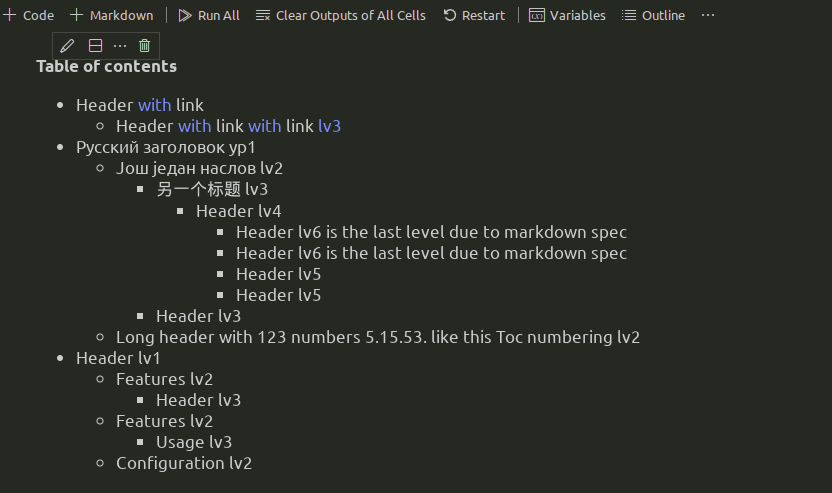 Code Markdown Run All Clear Outputs of All Cells Restart Variables Outline ...
Table of contents
Header with link
Header with link with link lv3
Русский заголовок ур1
Још један наслов lv2
另一个标题 lv3
Header lv4
Header lv6 is the last level due to markdown spec
Header lv6 is the last level due to markdown spec
Header lv5
Header lv5
Header lv3
Long header with 123 numbers 5.15.53. like this Toc numbering lv2
Header lv1
Features lv2
Header lv3
Features lv2
Usage lv3
Configuration lv2